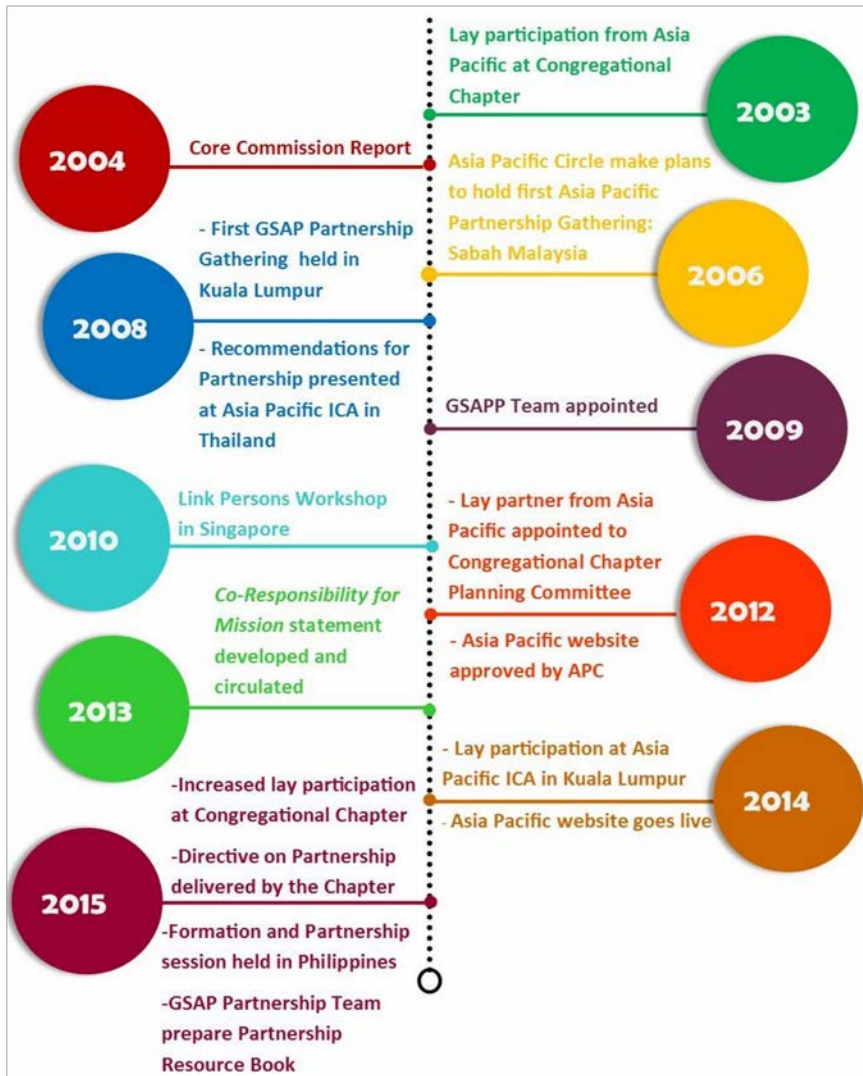 Lay participation from Asia
Pacific at Congregational
Chapter
2003
2004
Core Commission Report
Asia Pacific Circle make plans
to hold first Asia Pacific
Partnership Gathering:
Sabah Malaysia
2006
- First GSAP Partnership
Gathering held in
Kuala Lumpur
2008
- Recommendations for
Partnership presented
at Asia Pacific ICA in
Thailand
GSAPP Team appointed
2009
2010
Link Persons Workshop
in Singapore
- Lay partner from Asia
Pacific appointed to
Congregational Chapter
Planning Committee
2012
- Asia Pacific website
approved by APC
Co-Responsibility for
Mission statement
developed and
circulated
2013
- Lay participation at Asia
Pacific ICA in Kuala Lumpur
2014
- Asia Pacific website goes live
-Increased lay participation
at Congregational Chapter
-Directive on Partnership
delivered by the Chapter
2015
-Formation and Partnership
session held in Philippines
-GSAP Partnership Team
prepare Partnership
Resource Book